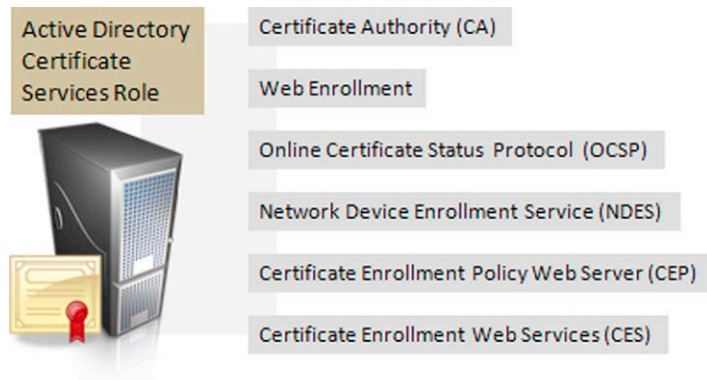 Active Directory
Certificate
Services Role
Certificate Authority (CA)
Web Enrollment
Online Certificate Status Protocol (OCSP)
Network Device Enrollment Service (NDES)
Certificate Enrollment Policy Web Server (CEP)
Certificate Enrollment Web Services (CES)